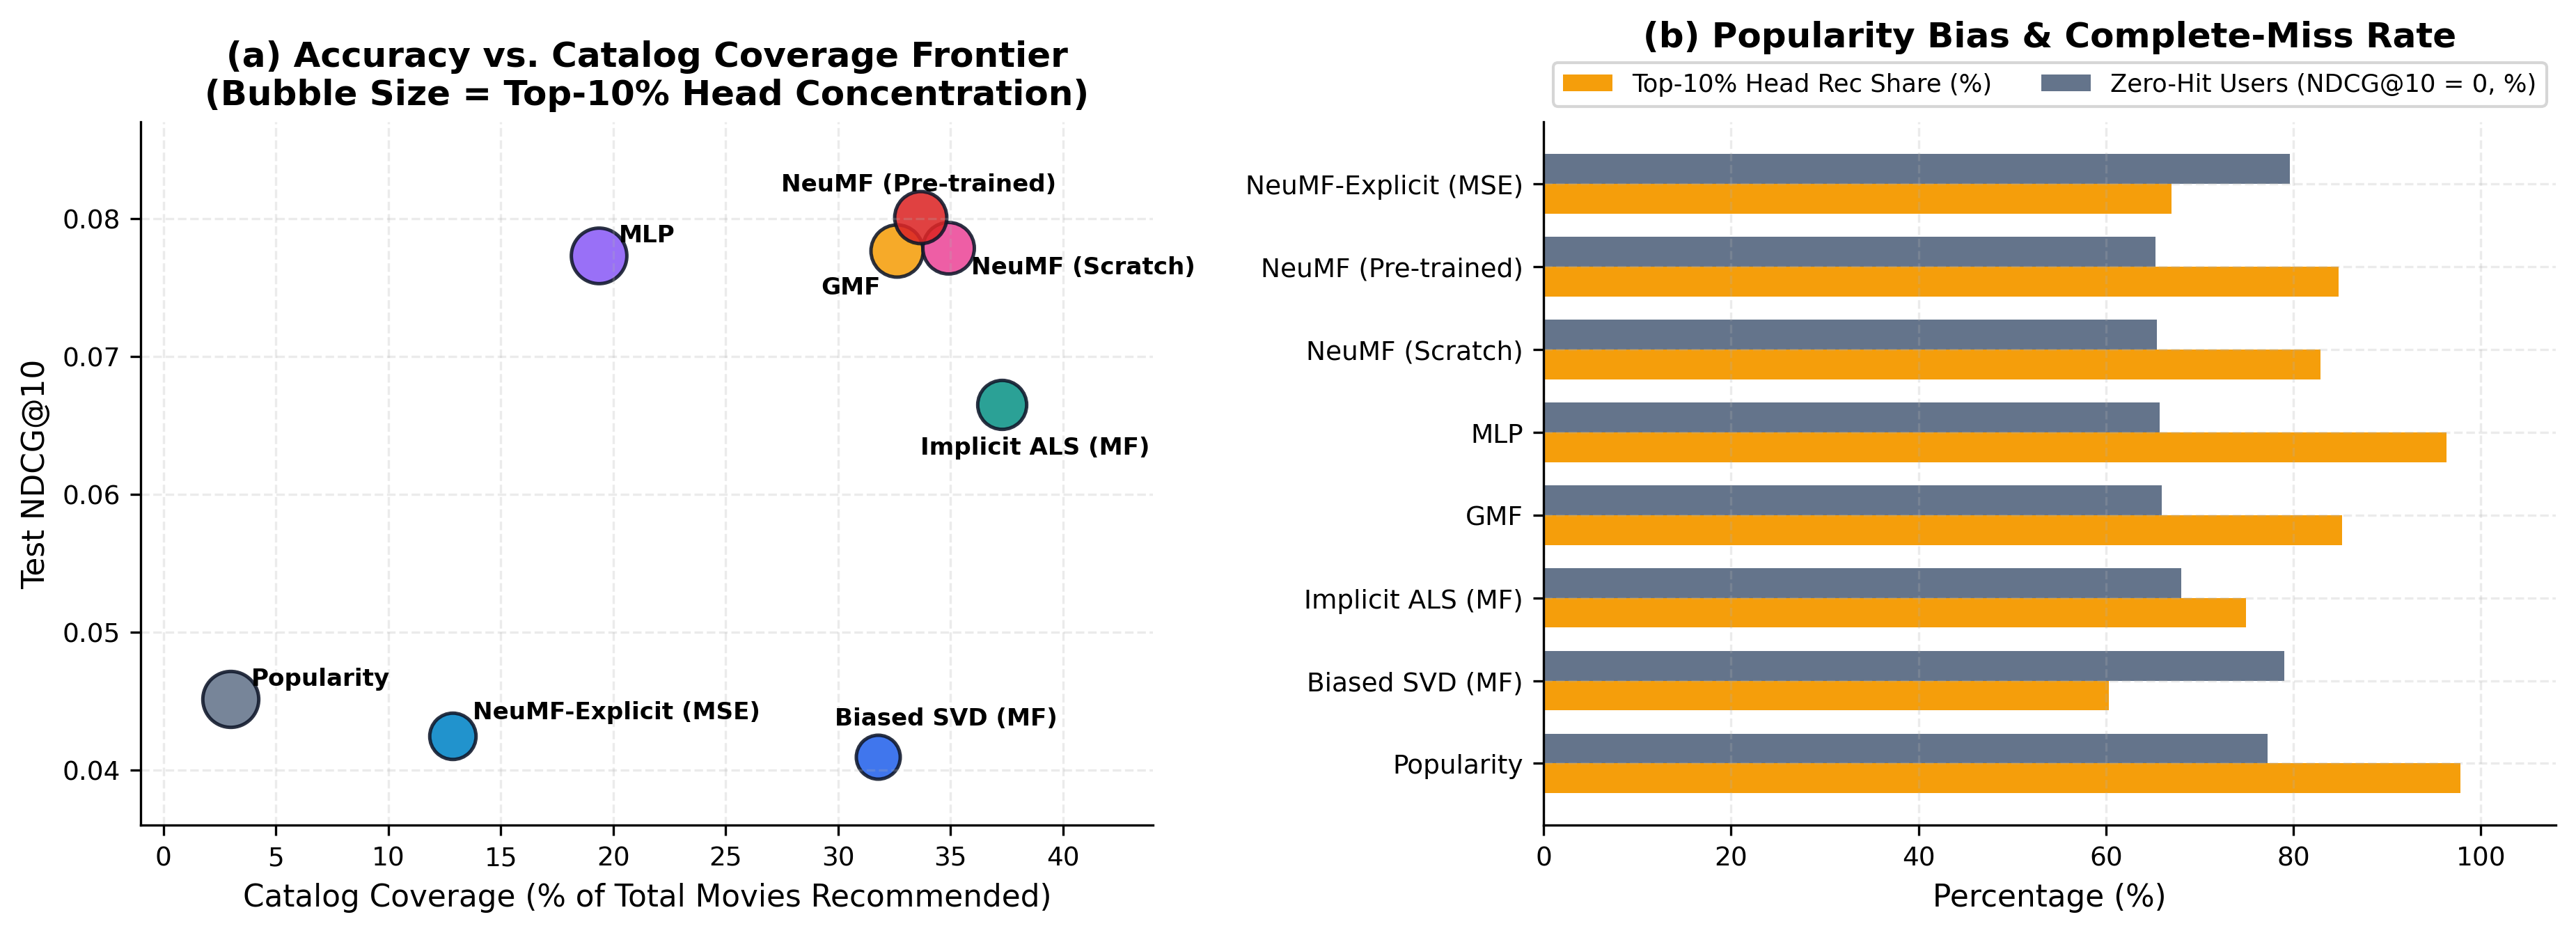 (a) Accuracy vs. Catalog Coverage Frontier
(Bubble Size = Top-10% Head Concentration)
Test NDCG@10
0.08
0.07
0.06
0.05
0.04
NeuMF (Pre-trained)
MLP
NeuMF (Scratch)
GMF
Implicit ALS (MF)
Popularity
NeuMF-Explicit (MSE)
Biased SVD (MF)
0 5 10 15 20 25 30 35 40
Catalog Coverage (% of Total Movies Recommended)
(b) Popularity Bias & Complete-Miss Rate
Top-10% Head Rec Share (%) Zero-Hit Users (NDCG@10 = 0, %)
NeuMF-Explicit (MSE)
NeuMF (Pre-trained)
NeuMF (Scratch)
MLP
GMF
Implicit ALS (MF)
Biased SVD (MF)
Popularity
0 20 40 60 80 100
Percentage (%)